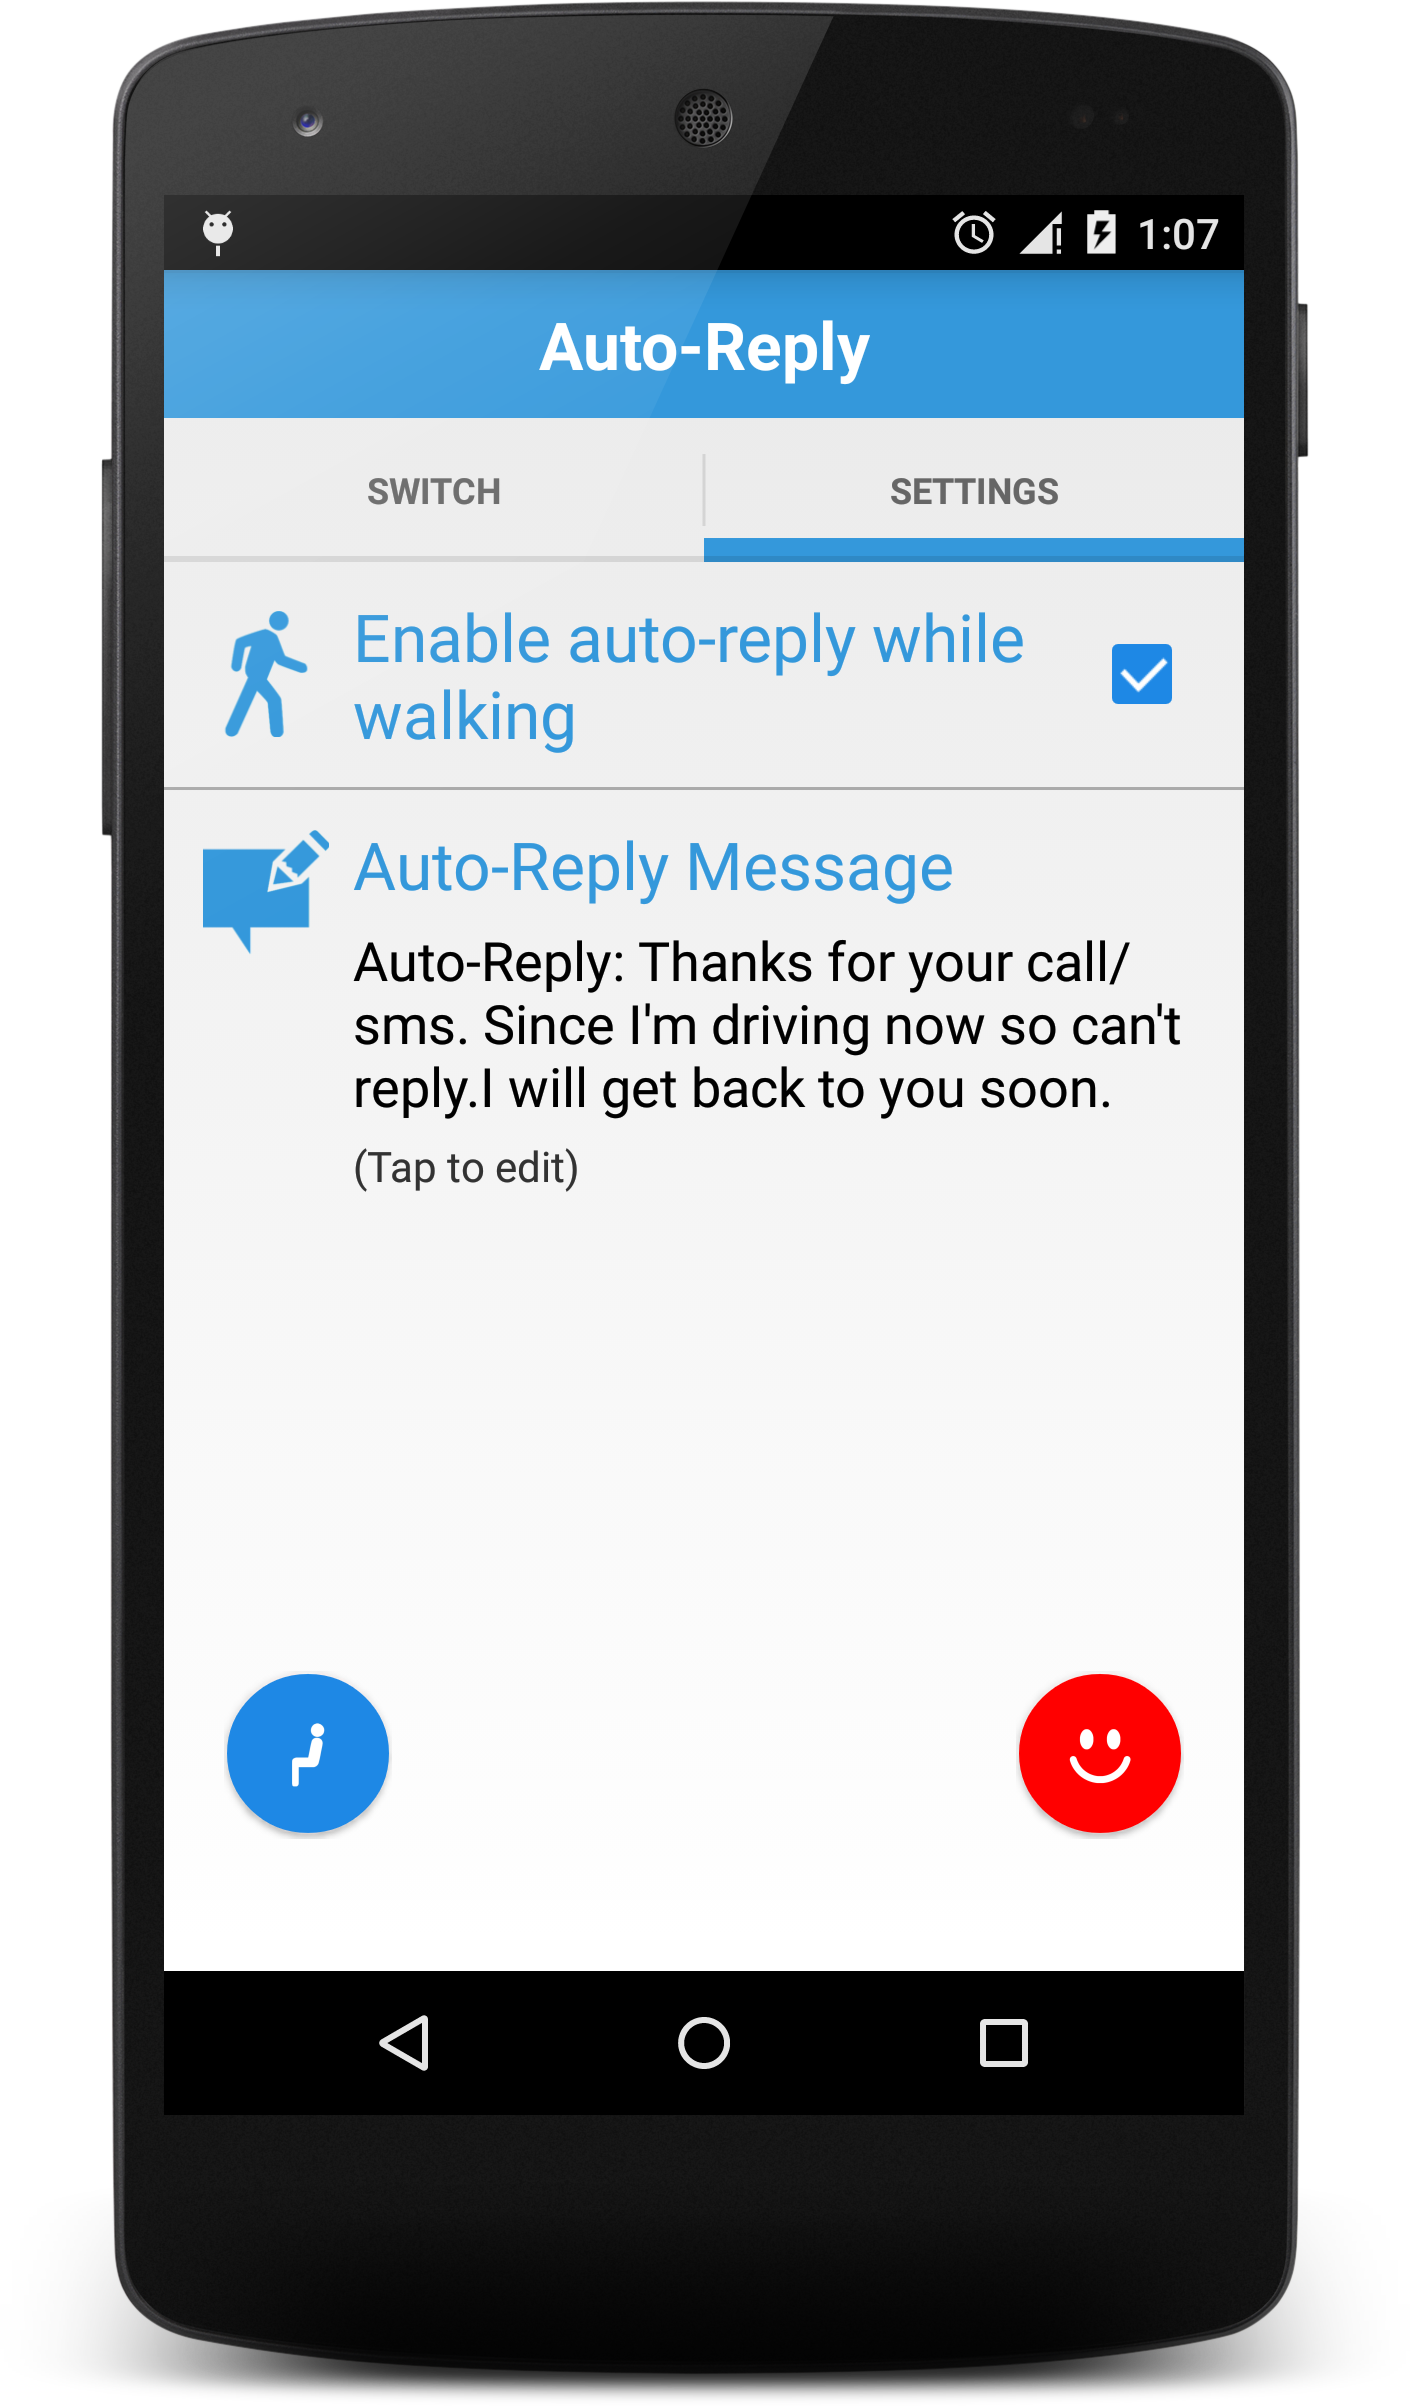 1:07
Auto-Reply
SWITCH
SETTINGS
Enable auto-reply while
walking
Auto-Reply Message
Auto-Reply: Thanks for your call/
sms. Since I'm driving now so can't
reply.I will get back to you soon.
(Tap to edit)